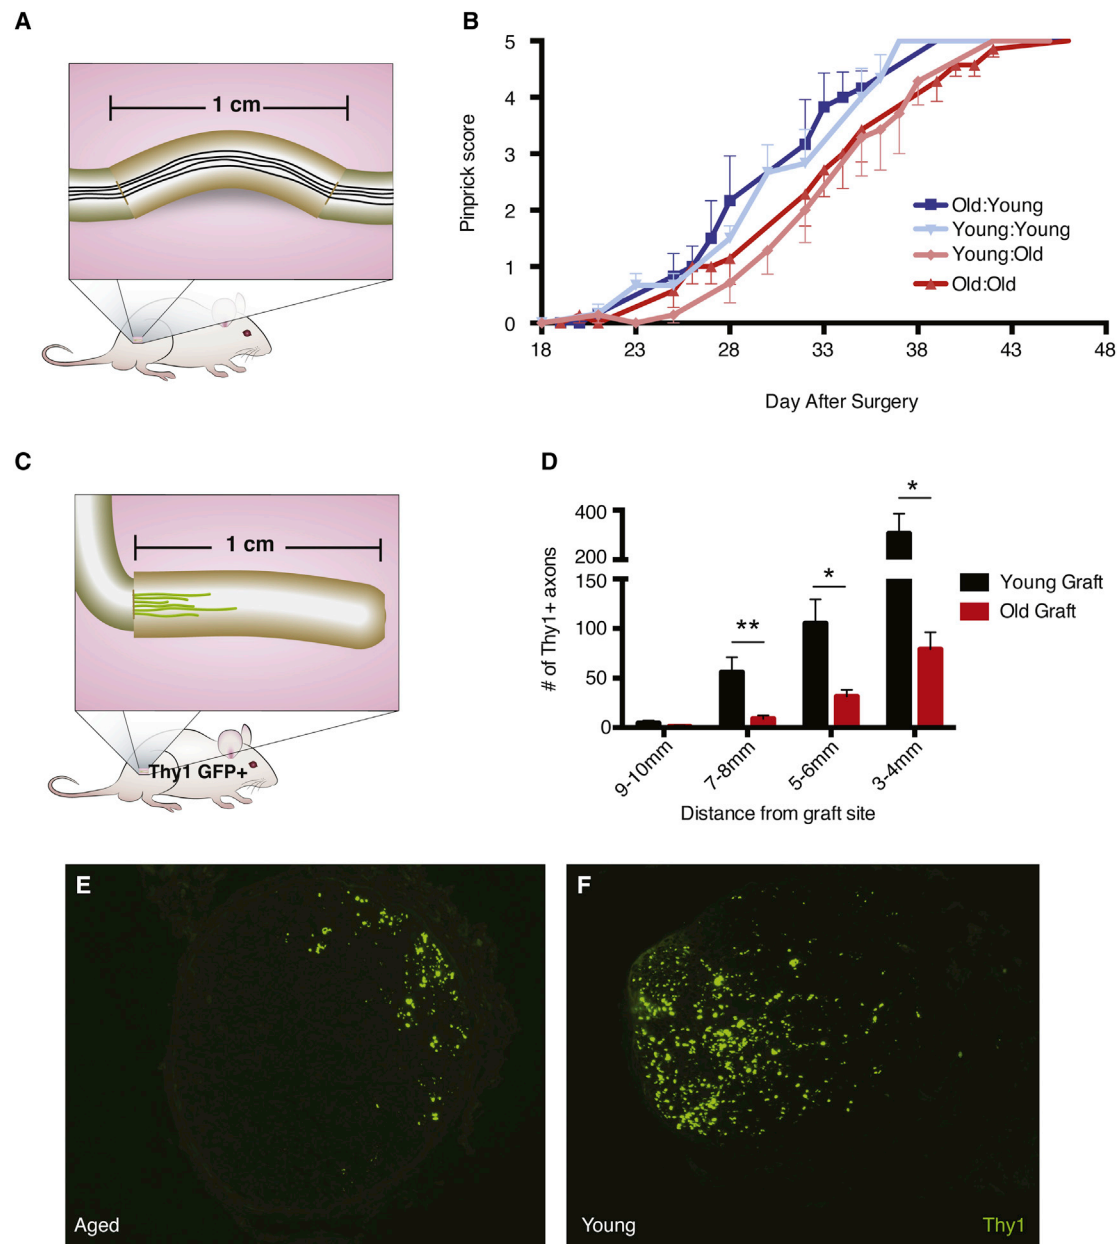 A
1 cm
B
Pinprick score
5
4
3
2
1
0
18
23
28
33
38
43
48
Day After Surgery
Old:Young
Young:Young
Young:Old
Old:Old
C
1 cm
Thy1 GFP+
D
# of Thy1+ axons
400
200
150
100
50
0
**
*
*
9-10mm
7-8mm
5-6mm
3-4mm
Distance from graft site
Young Graft
Old Graft
E
Aged
F
Young
Thy1